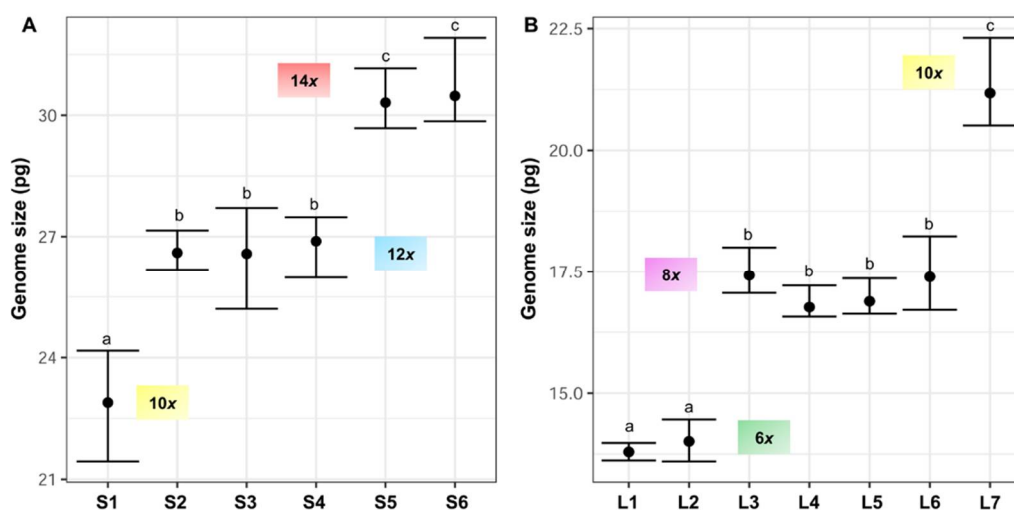 A
Genome size (pg)
30
27
24
21
a
b
b
b
c
c
14x
12x
10x
S1 S2 S3 S4 S5 S6
B
Genome size (pg)
22.5
20.0
17.5
15.0
a
a
b
b
b
b
c
10x
8x
6x
L1 L2 L3 L4 L5 L6 L7